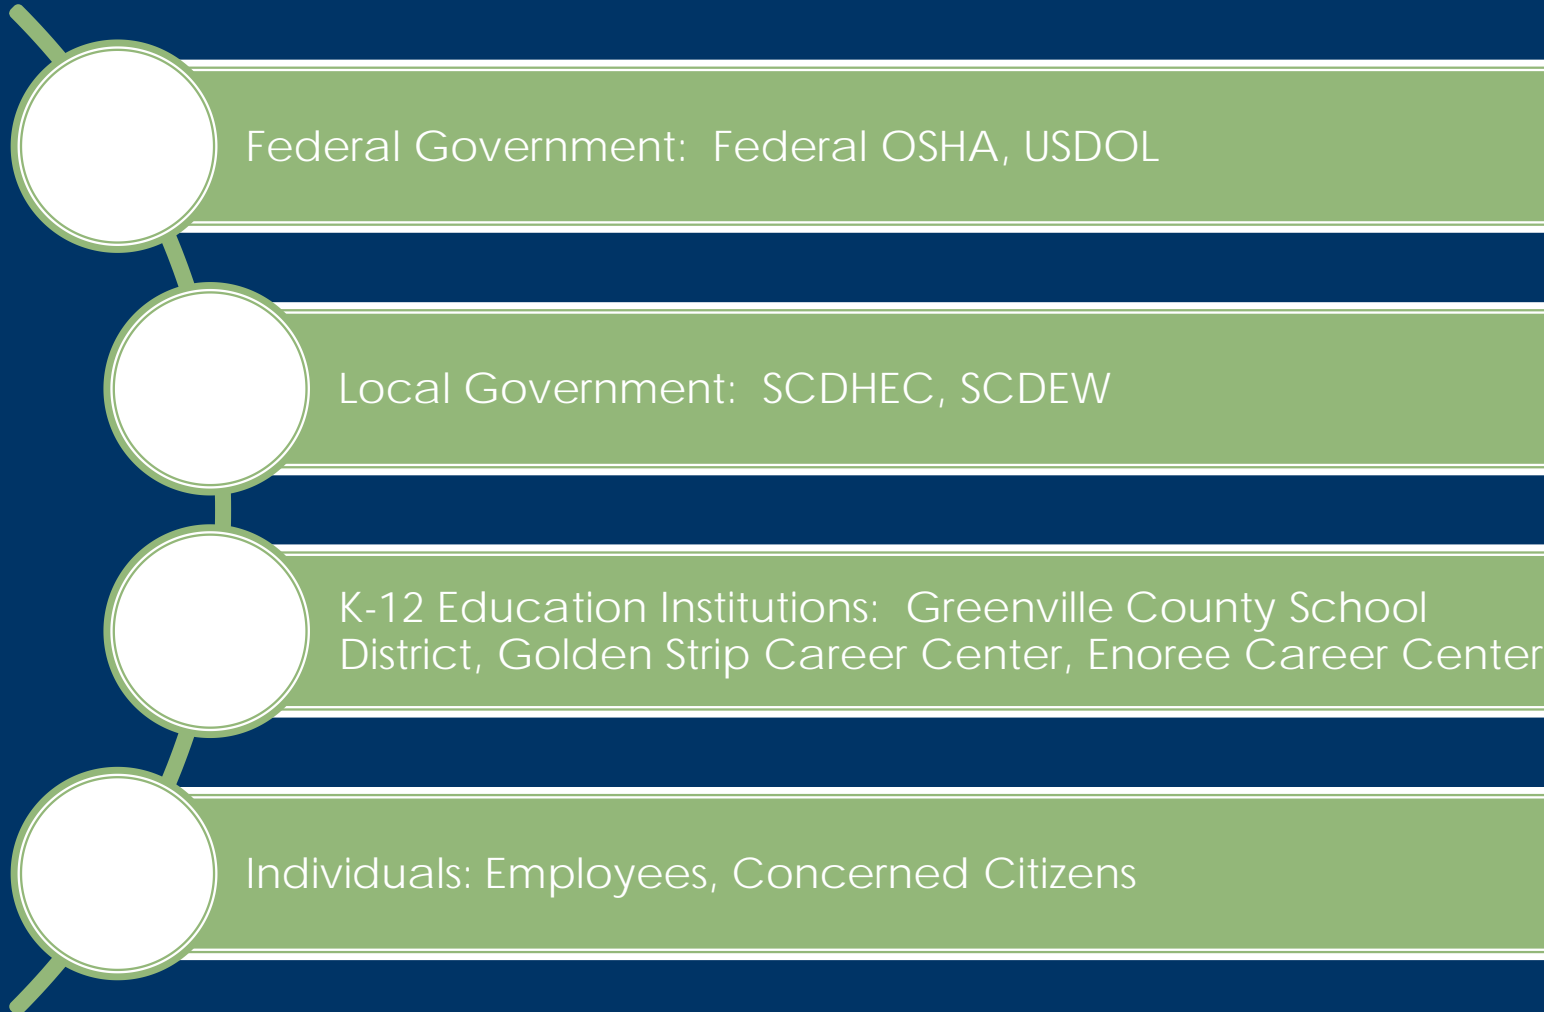 Federal Government:  Federal OSHA, USDOL
Local Government:  SCDHEC, SCDEW
K-12 Education Institutions:  Greenville County School
District, Golden Strip Career Center, Enoree Career Center
Individuals: Employees, Concerned Citizens